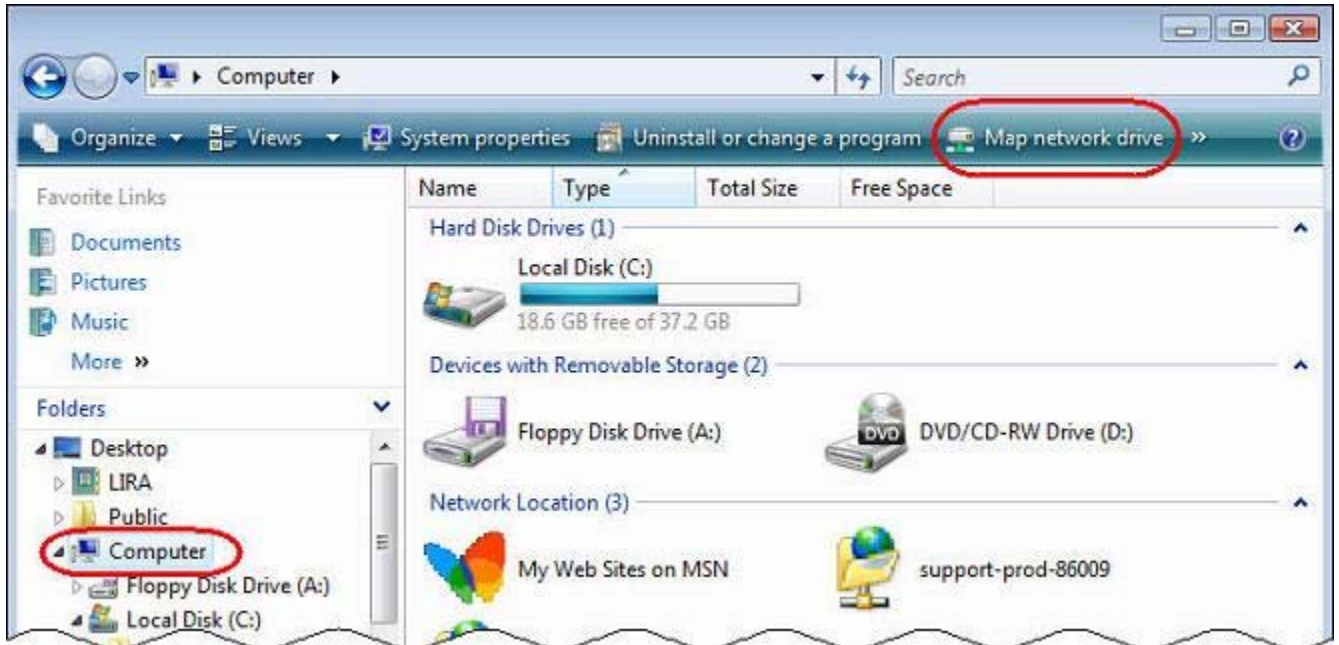 Computer
Search
Organize Views System properties Uninstall or change a program Map network drive »
Favorite Links
Documents
Pictures
Music
More »
Folders
Desktop
LIRA
Public
Computer
Floppy Disk Drive (A:)
Local Disk (C:)
Name Type Total Size Free Space
Hard Disk Drives (1)
Local Disk (C:)
18.6 GB free of 37.2 GB
Devices with Removable Storage (2)
Floppy Disk Drive (A:)
DVD
DVD/CD-RW Drive (D:)
Network Location (3)
My Web Sites on MSN
support-prod-86009